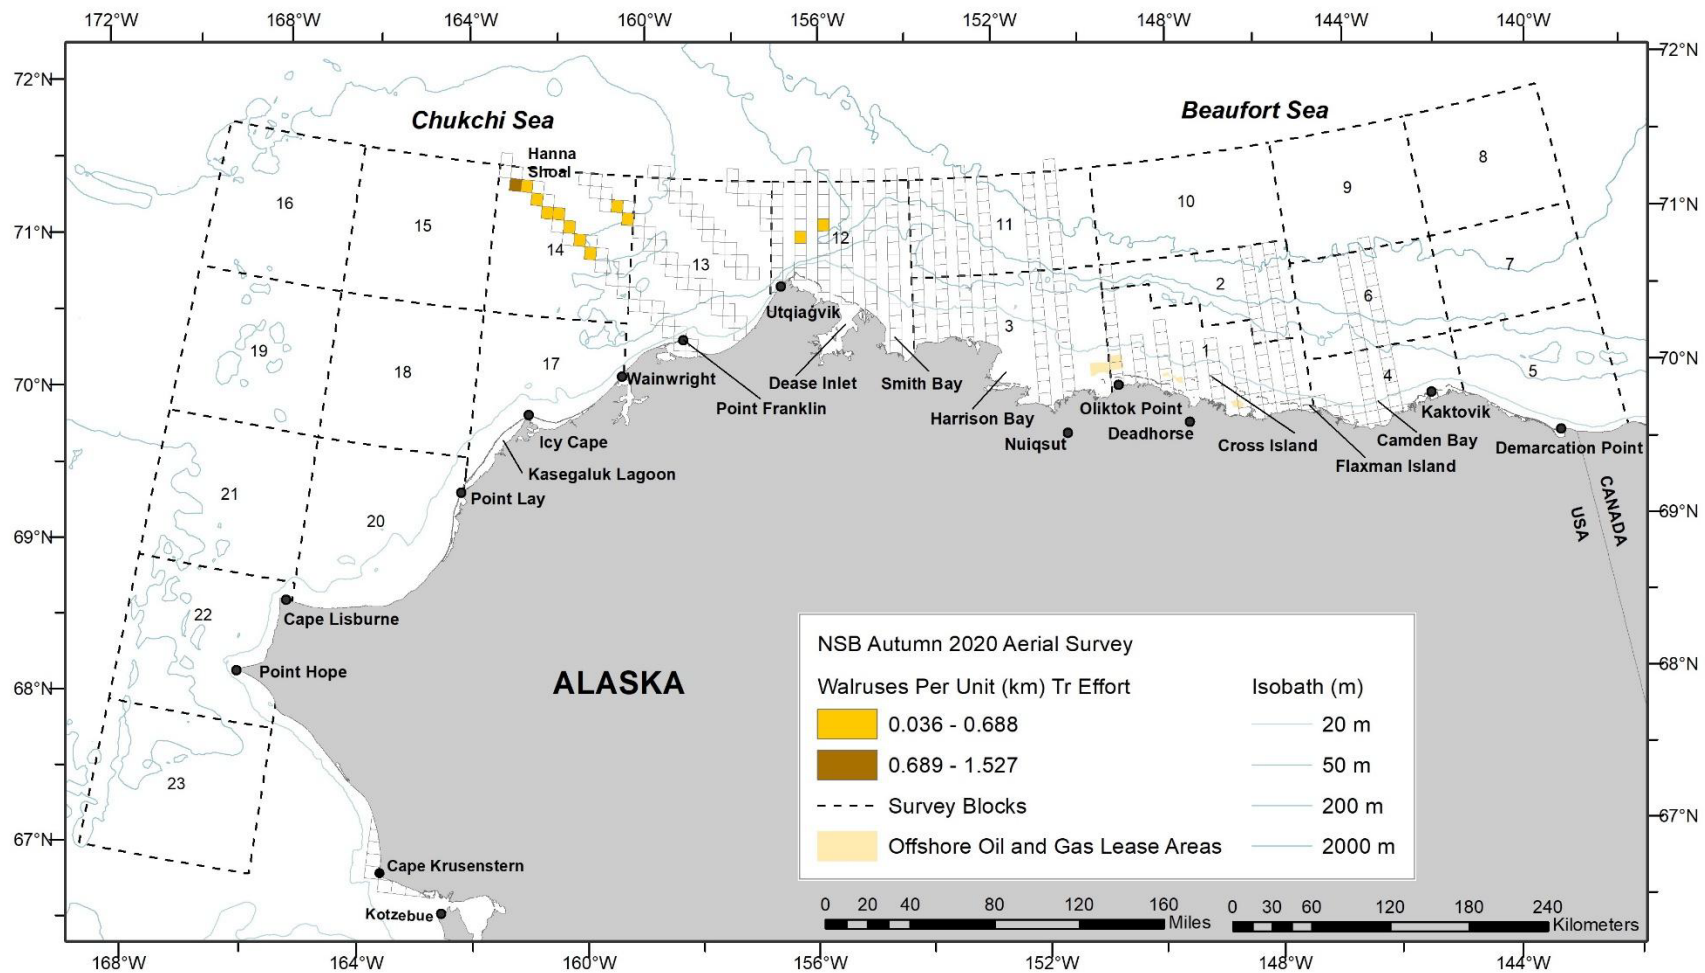 172°W 168°W 164°W 160°W 156°W 152°W 148°W 144°W 140°W
72°N 72°N
Chukchi Sea Beaufort Sea
Hanna
Shoal
8
9
16 10
15 11
71°N 71°N
14 13 12 7
2 6
Utqiaġvik
3
19 18 17 1
70°N 70°N
Wainwright Dease Inlet Smith Bay 4 5
Point Franklin Harrison Bay Oliktok Point Kaktovik
Icy Cape Nuiqsut Deadhorse Cross Island Camden Bay Demarcation Point
Kasegaluk Lagoon Flaxman Island
21 Point Lay
20
69°N 69°N
USA CANADA
22 Cape Lisburne
Point Hope
68°N 68°N
ALASKA
23
67°N 67°N
Cape Krusenstern
Kotzebue
NSB Autumn 2020 Aerial Survey
Walruses Per Unit (km) Tr Effort
0.036 - 0.688
0.689 - 1.527
Survey Blocks
Offshore Oil and Gas Lease Areas
Isobath (m)
20 m
50 m
200 m
2000 m
0 20 40 80 120 160 Miles
0 30 60 120 180 240 Kilometers
168°W 164°W 160°W 156°W 152°W 148°W 144°W